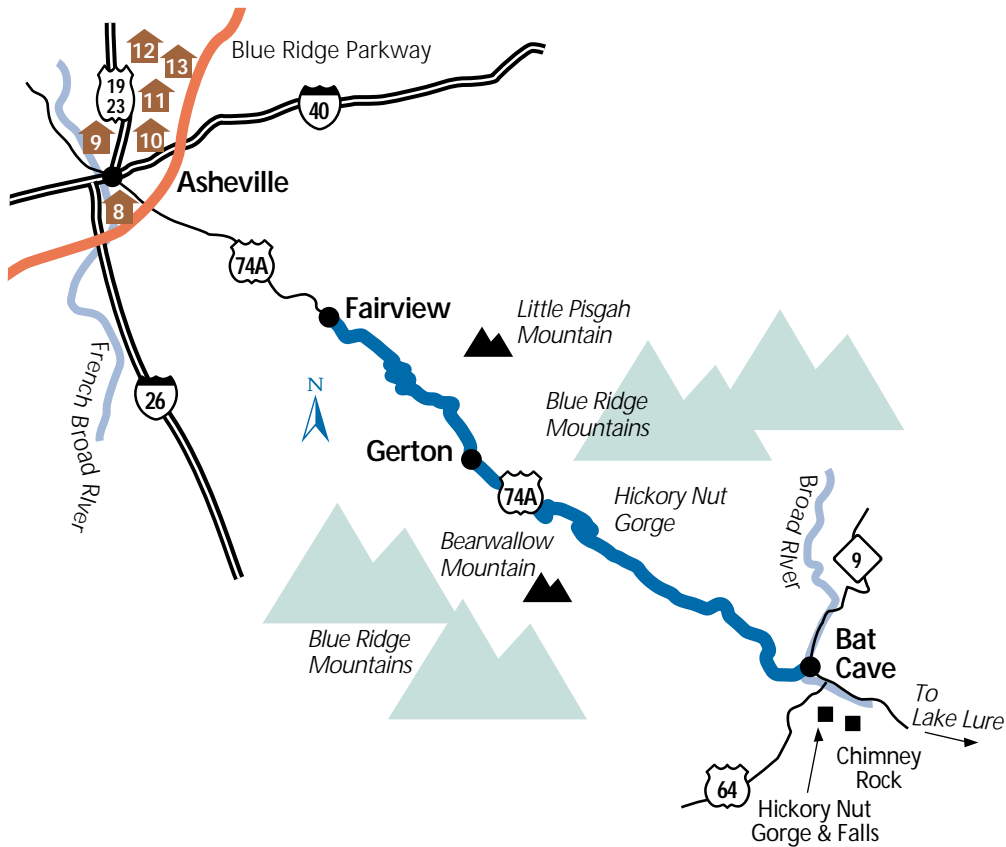 12
13
Blue Ridge Parkway
19
23
11
40
9
10
Asheville
8
74A
Fairview
Little Pisgah
Mountain
26
N
Blue Ridge
Mountains
French Broad RIver
Gerton
74A
Hickory Nut
Gorge
Broad RIver
Bearwallow
Mountain
9
Blue Ridge
Mountains
Bat
Cave
To
Lake Lure
Chimney
Rock
64
Hickory Nut
Gorge & Falls